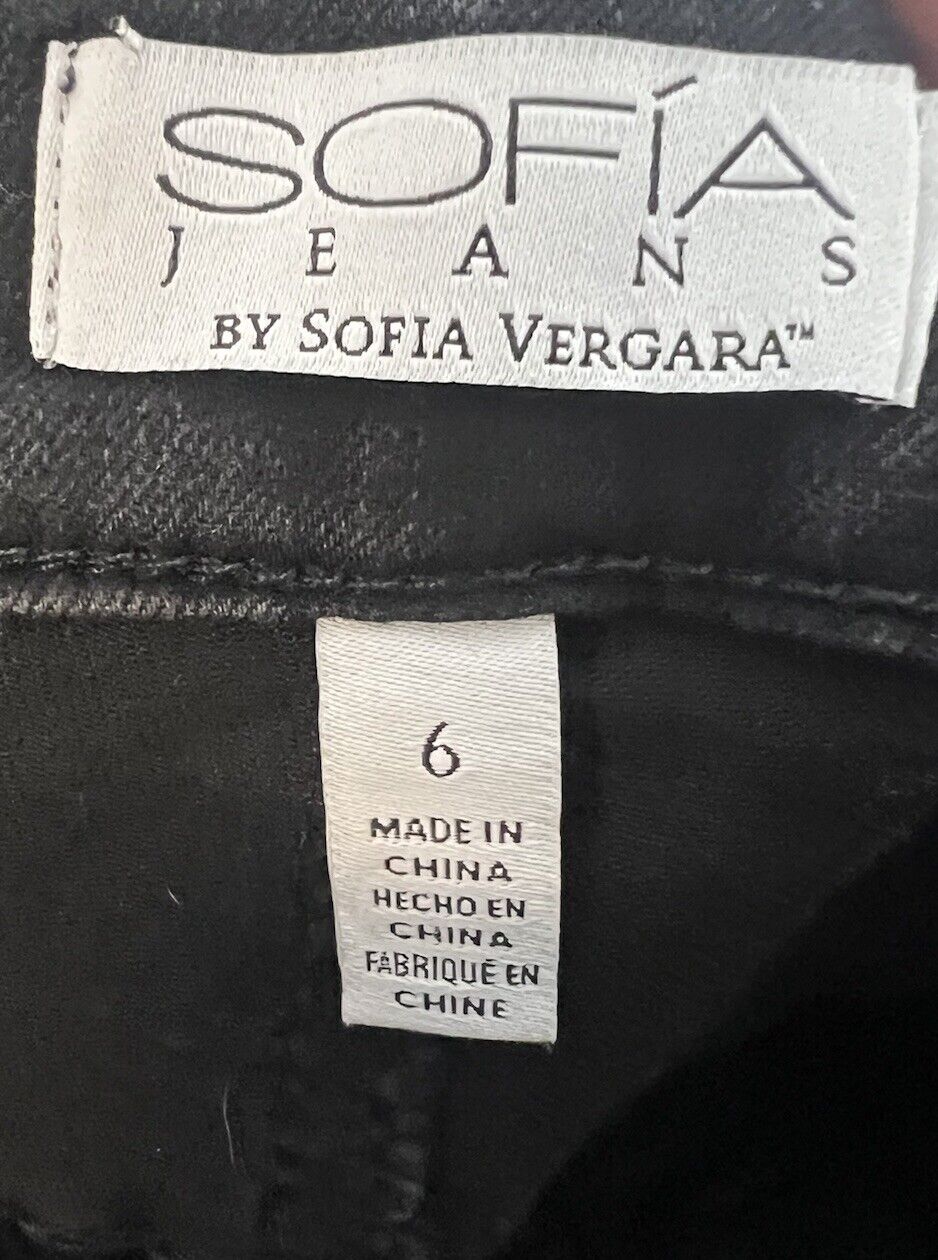 SOFÍA
JEANS
BY SOFIA VERGARA™
6
MADE IN
CHINA
HECHO EN
CHINA
FABRIQUÉ EN
CHINE